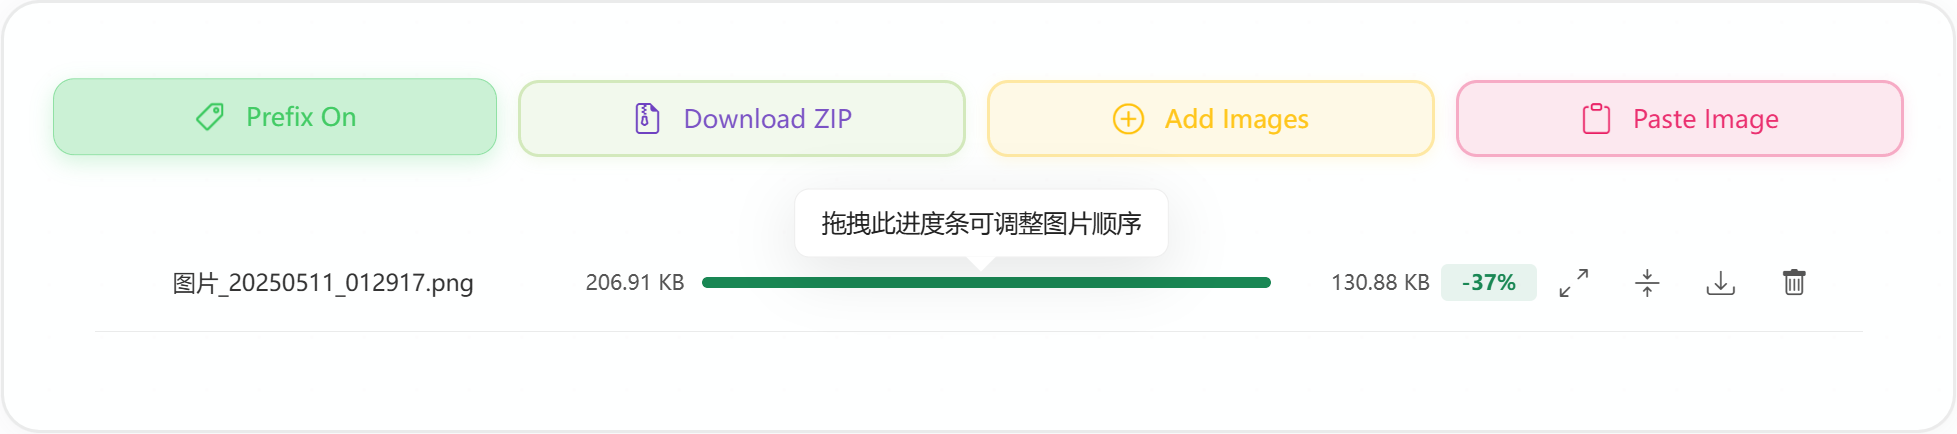 Prefix On
Download ZIP
Add Images
Paste Image
拖拽此进度条可调整图片顺序
图片_20250511_012917.png
206.91 KB
130.88 KB
-37%